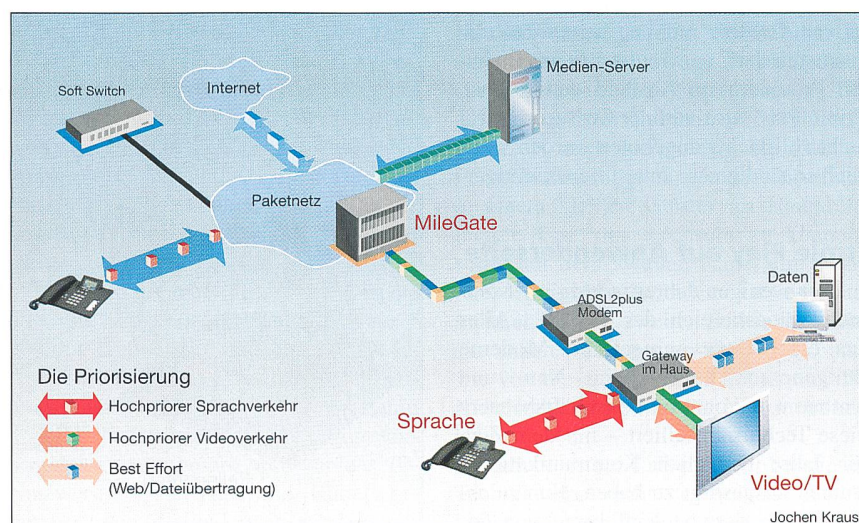 Medien-Server
Internet
Soft Switch
Paketnetz
MileGate
Daten
ADSL2plus
Modem
Gateway
im Haus
Die Priorisierung
Hochpriorer Sprachverkehr
Hochpriorer Videoverkehr
Best Effort
(Web/Dateiübertragung)
Sprache
Video/TV
Jochen Kraus